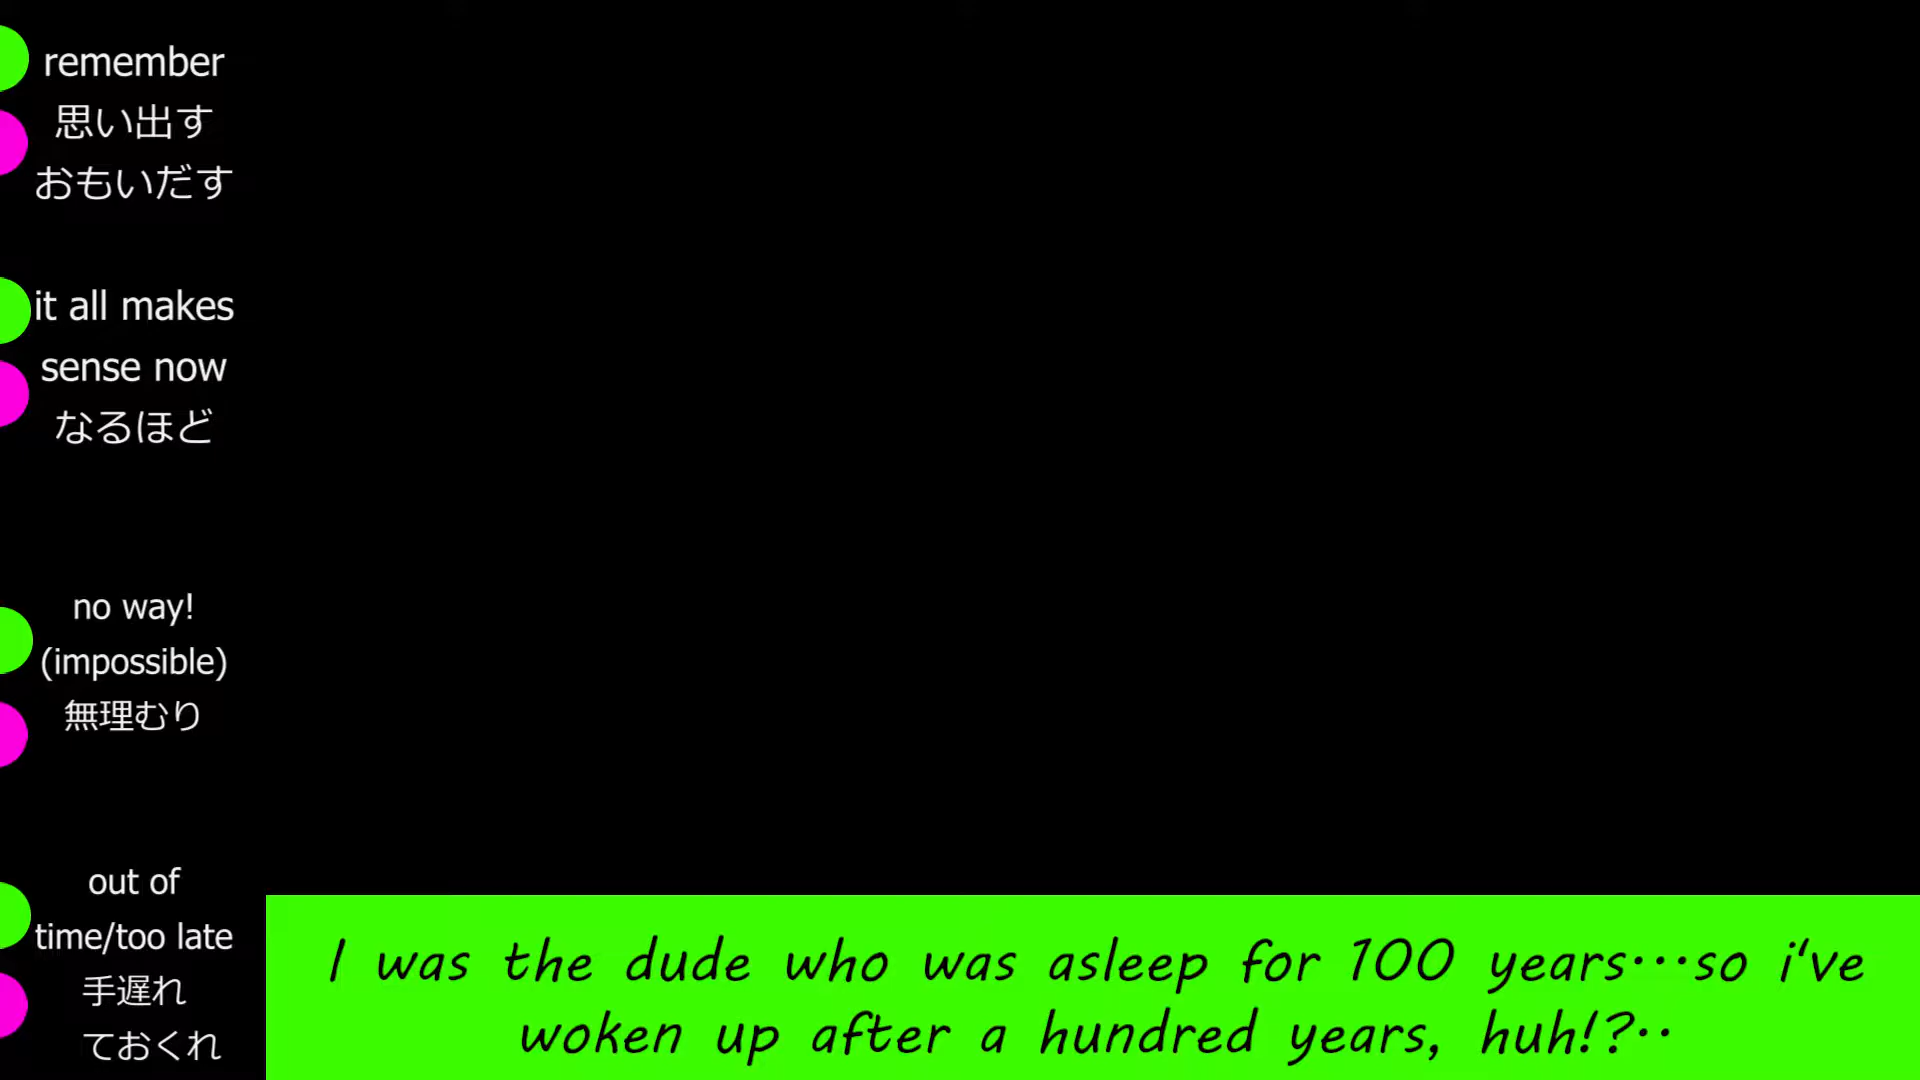 remember
思い出す
おもいだす
it all makes
sense now
なるほど
no way!
(impossible)
無理むり
out of
time/too late
手遅れ
ておくれ
I was the dude who was asleep for 100 years...so i've
woken up after a hundred years, huh!?..